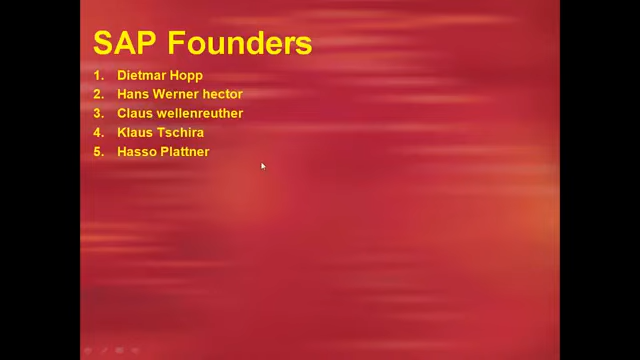 SAP Founders
1. Dietmar Hopp
2. Hans Werner hector
3. Claus wellenreuther
4. Klaus Tschira
5. Hasso Plattner